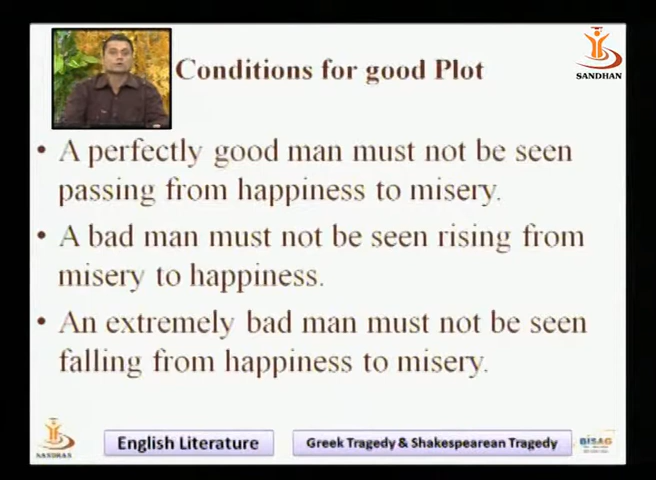 Conditions for good Plot
SANDHAN
• A perfectly good man must not be seen
passing from happiness to misery.
• A bad man must not be seen rising from
misery to happiness.
• An extremely bad man must not be seen
falling from happiness to misery.
SANDHAN
English Literature
Greek Tragedy & Shakespearean Tragedy
BISAG